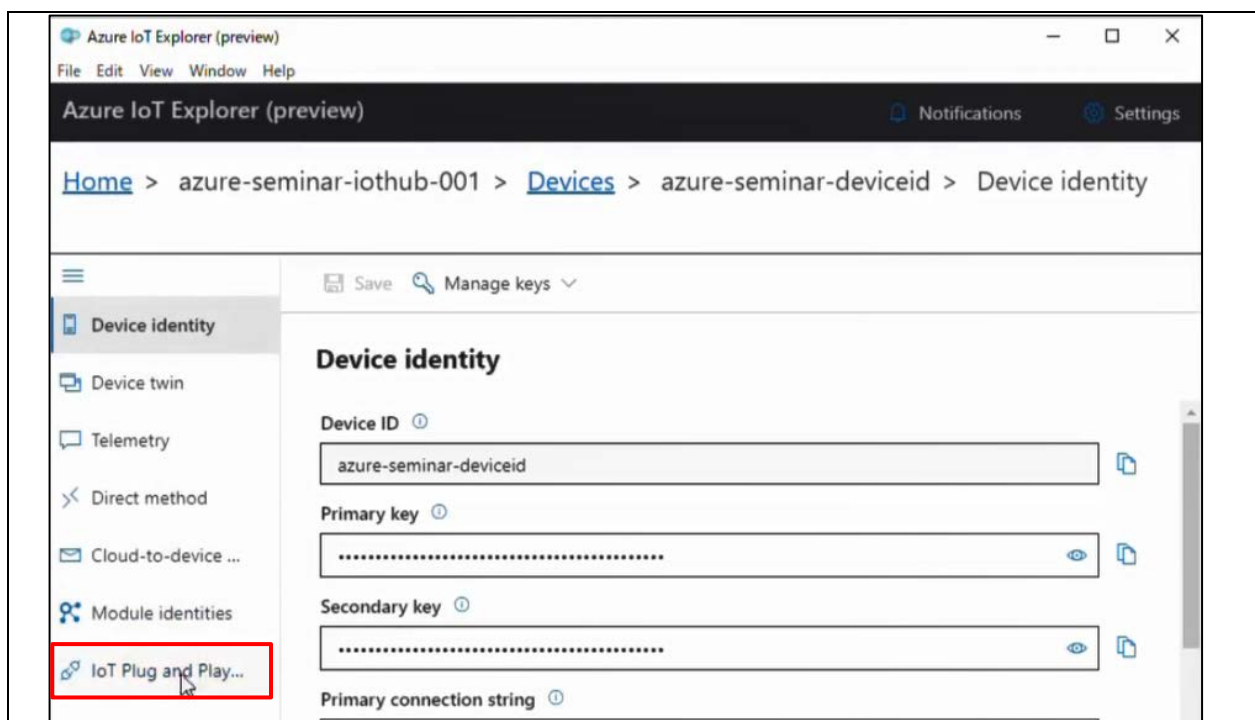 Azure IoT Explorer (preview)
File Edit View Window Help
Azure IoT Explorer (preview) Notifications Settings
Home > azure-seminar-iothub-001 > Devices > azure-seminar-deviceid > Device identity
Save Manage keys
Device identity
Device twin
Telemetry
Direct method
Cloud-to-device ...
Module identities
IoT Plug and Play...
Device identity
Device ID
azure-seminar-deviceid
Primary key
••••••••••••••••••••••••••••••••••••••••••••
Secondary key
••••••••••••••••••••••••••••••••••••••••••••
Primary connection string